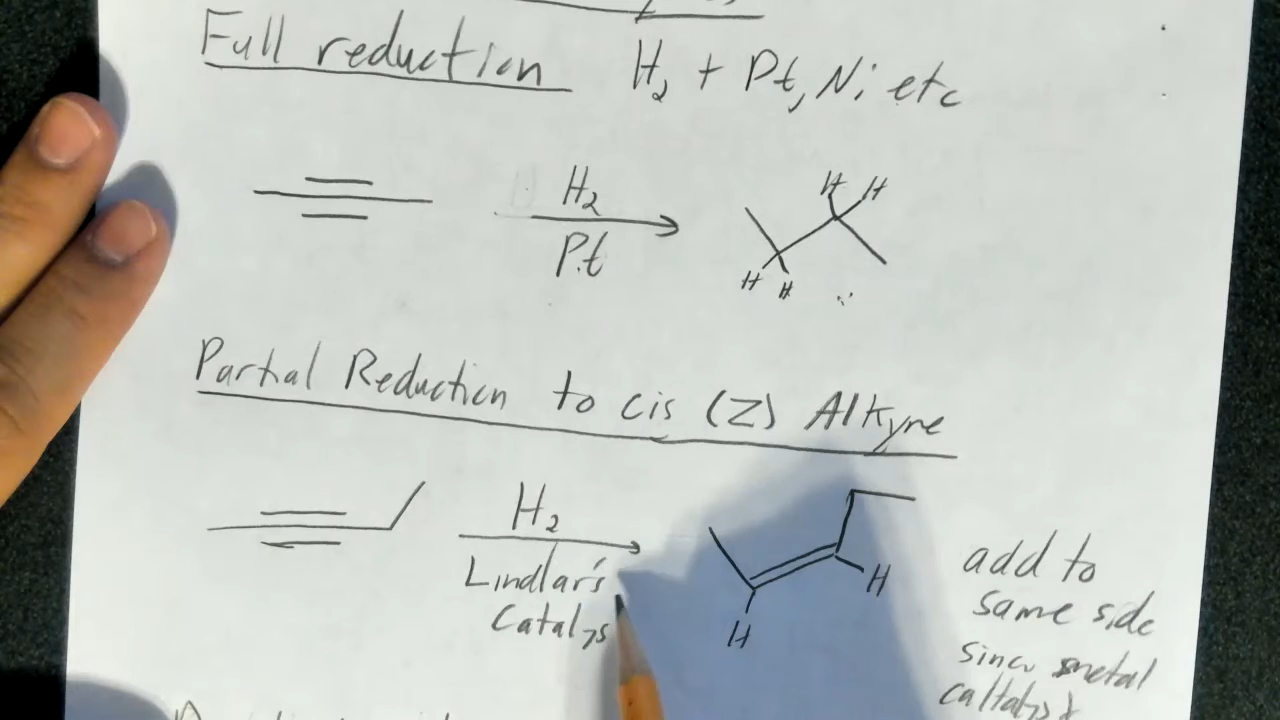 Full reduction H₂ + Pt, Ni etc
H₂
Pt
H H
H H
Partial Reduction to cis (Z) Alkyne
H₂
Lindlar's
Catalys
H
H
add to
same side
since metal
caltalyst